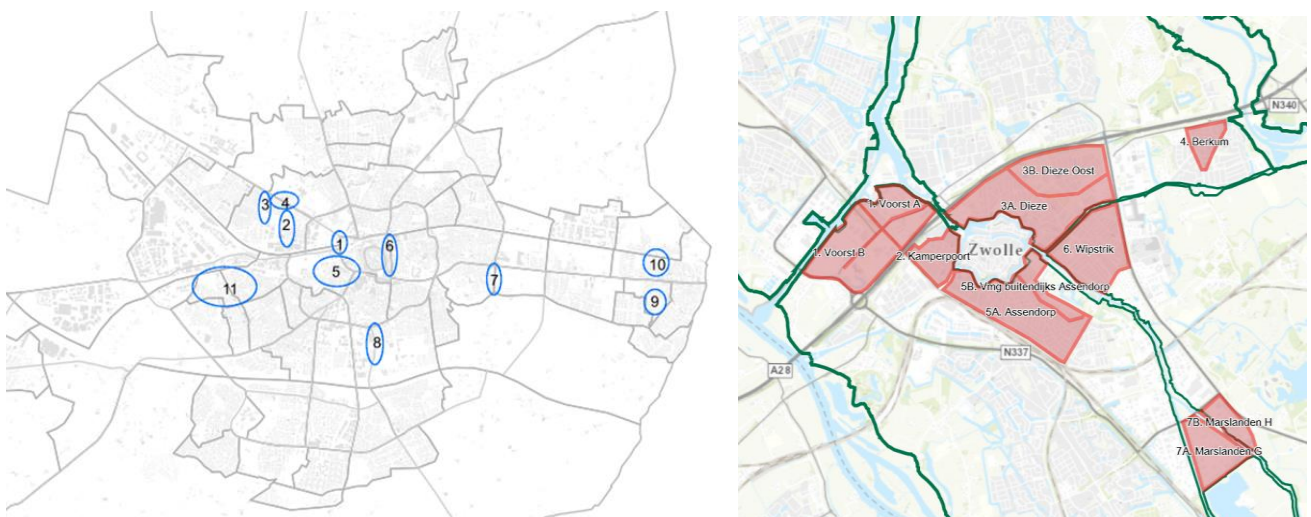 3
4
2
1
6
5
7
10
9
11
8
N340
4. Berkum
3B. Dieze Oost
1. Voorst A
3A. Dieze
Zwolle
6. Wipstrik
1. Voorst B
2. Kamperpoort
5B. Vmg buitendijks Assendorp
5A. Assendorp
N337
A28
7B. Marslanden H
7A. Marslanden G